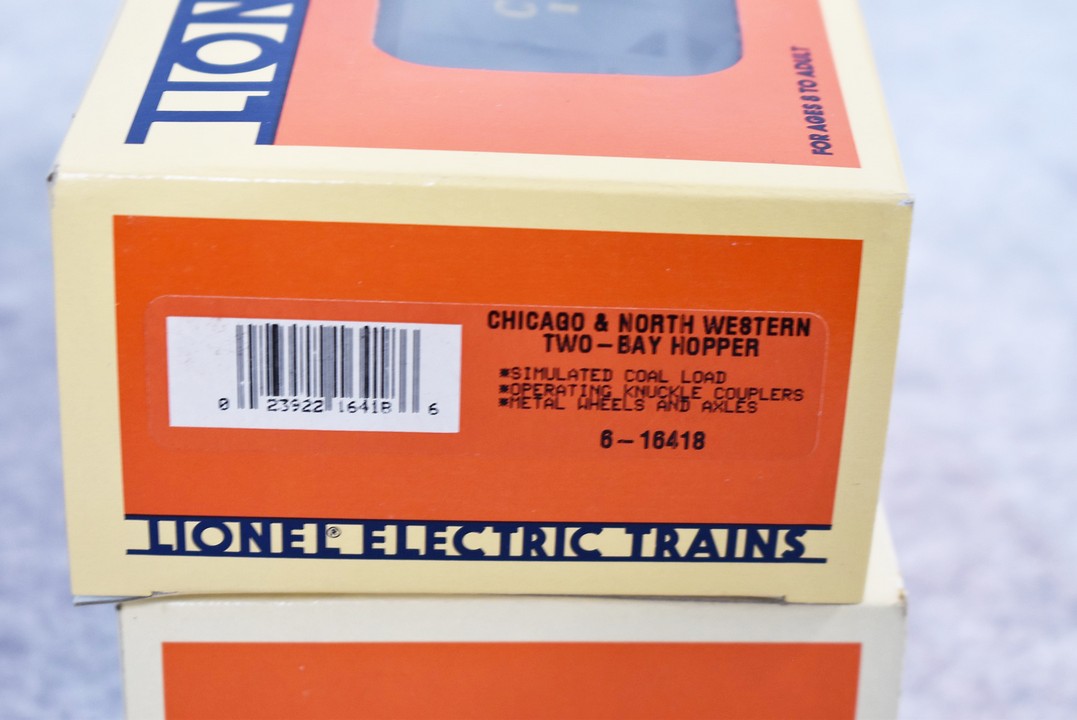 LION
FOR AGES 8 TO ADULT
CHICAGO & NORTH WESTERN
TWO-BAY HOPPER
*SIMULATED COAL LOAD
*OPERATING KNUCKLE COUPLERS
*METAL WHEELS AND AXLES
6-16418
0 23922 16418 6
LIONEL® ELECTRIC TRAINS